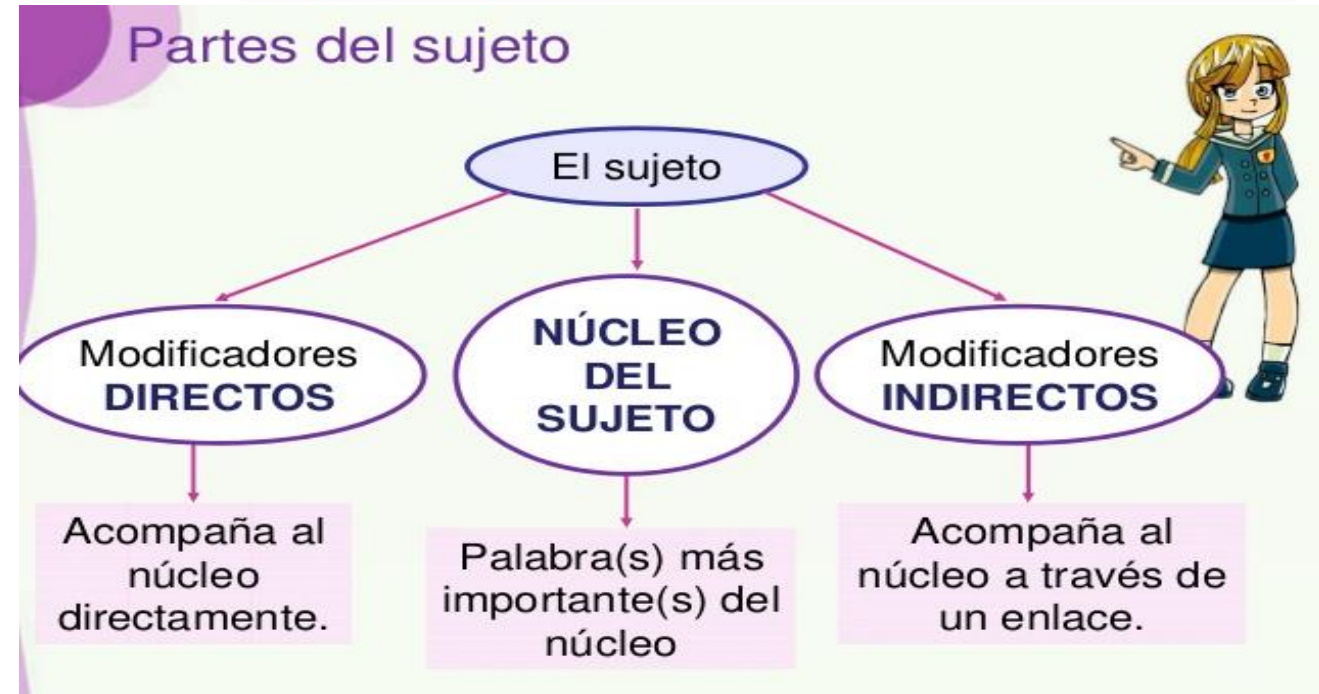 Partes del sujeto
El sujeto
Modificadores
DIRECTOS
NÚCLEO
DEL
SUJETO
Modificadores
INDIRECTOS
Acompaña al
núcleo
directamente.
Palabra(s) más
importante(s) del
núcleo
Acompaña al
núcleo a través de
un enlace.